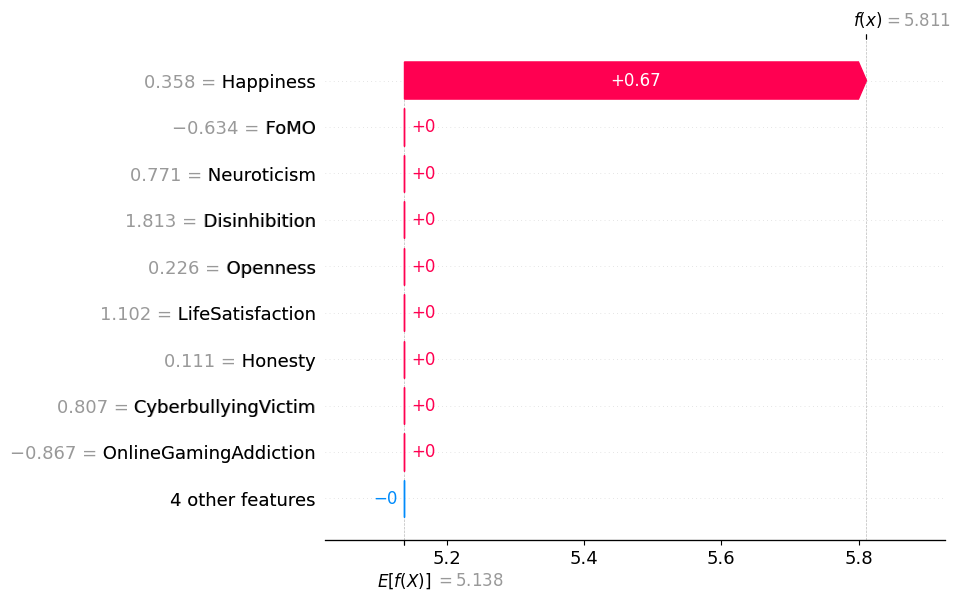 f(x) = 5.811
0.358 = Happiness
+0.67
−0.634 = FoMO
+0
0.771 = Neuroticism
+0
1.813 = Disinhibition
+0
0.226 = Openness
+0
1.102 = LifeSatisfaction
+0
0.111 = Honesty
+0
0.807 = CyberbullyingVictim
+0
−0.867 = OnlineGamingAddiction
+0
4 other features
−0
5.2 5.4 5.6 5.8
E[f(X)] = 5.138